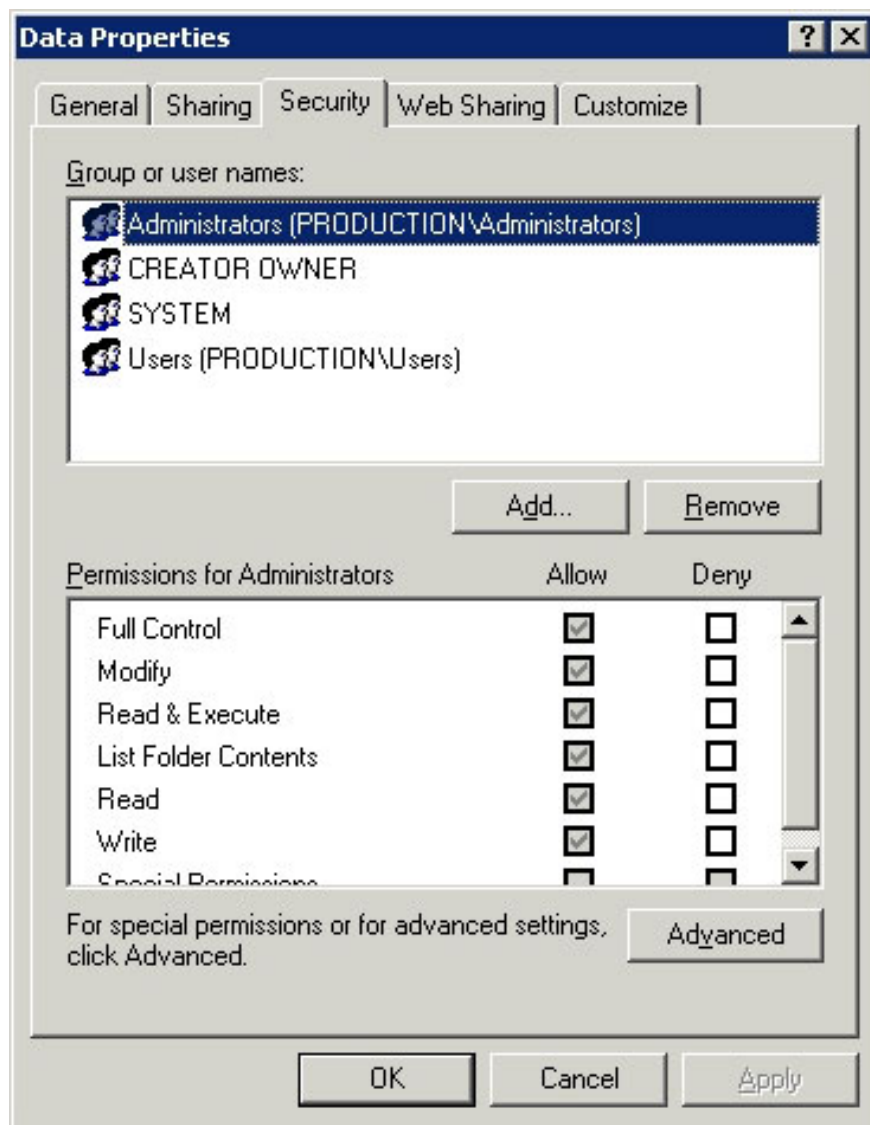 Data Properties
General Sharing Security Web Sharing Customize
Group or user names:
Administrators (PRODUCTION\Administrators)
CREATOR OWNER
SYSTEM
Users (PRODUCTION\Users)
Add... Remove
Permissions for Administrators Allow Deny
Full Control
Modify
Read & Execute
List Folder Contents
Read
Write
Special Permissions
For special permissions or for advanced settings,
click Advanced.
Advanced
OK Cancel Apply